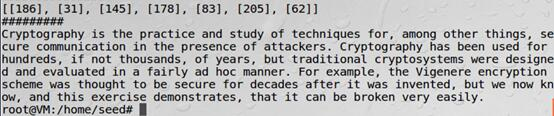 [[186], [31], [145], [178], [83], [205], [62]]
#########
Cryptography is the practice and study of techniques for, among other things, se
cure communication in the presence of attackers. Cryptography has been used for
hundreds, if not thousands, of years, but traditional cryptosystems were designe
d and evaluated in a fairly ad hoc manner. For example, the Vigenere encryption
scheme was thought to be secure for decades after it was invented, but we now kn
ow, and this exercise demonstrates, that it can be broken very easily.
root@VM:/home/seed#